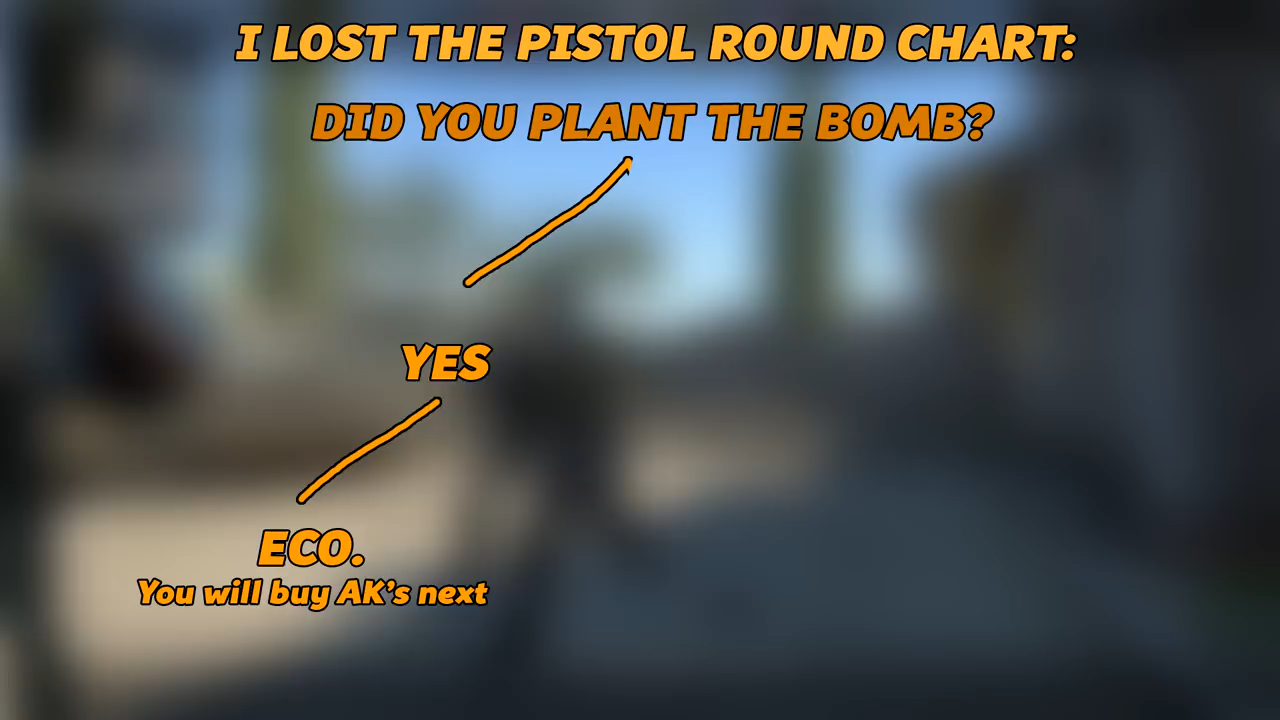 I LOST THE PISTOL ROUND CHART:
DID YOU PLANT THE BOMB?
YES
ECO.
You will buy AK's next